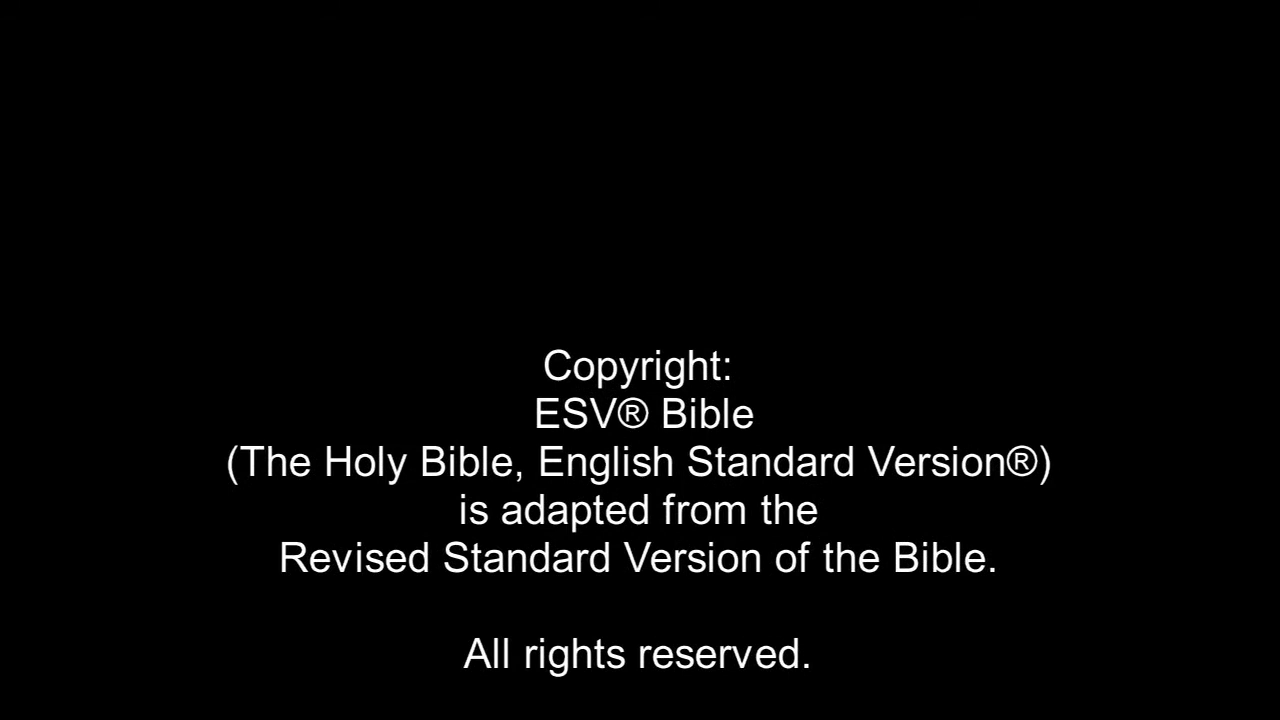 Copyright:
ESV® Bible
(The Holy Bible, English Standard Version®)
is adapted from the
Revised Standard Version of the Bible.
All rights reserved.